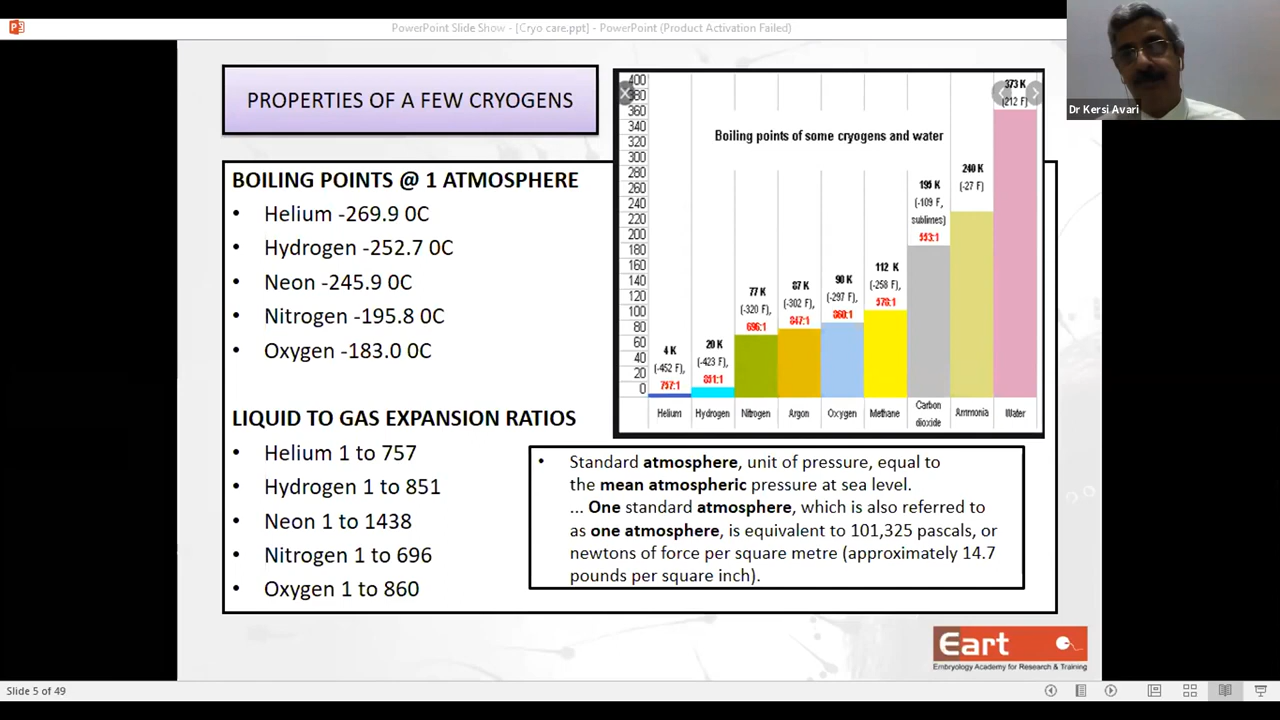 PowerPoint Slide Show - [Cryo care.ppt] - PowerPoint (Product Activation Failed)
Dr Kersi Avari
PROPERTIES OF A FEW CRYOGENS
BOILING POINTS @ 1 ATMOSPHERE
• Helium -269.9 0C
• Hydrogen -252.7 0C
• Neon -245.9 0C
• Nitrogen -195.8 0C
• Oxygen -183.0 0C
LIQUID TO GAS EXPANSION RATIOS
• Helium 1 to 757
• Hydrogen 1 to 851
• Neon 1 to 1438
• Nitrogen 1 to 696
• Oxygen 1 to 860
Boiling points of some cryogens and water
400
380
360
340
320
300
280
260
240
220
200
180
160
140
120
100
80
60
40
20
0
4 K
(-452 F),
757:1
20 K
(-423 F),
851:1
77 K
(-320 F),
696:1
87 K
(-302 F),
847:1
90 K
(-297 F),
860:1
112 K
(-258 F),
578:1
195 K
(-109 F,
sublimes)
553:1
240 K
(-27 F)
373 K
(212 F)
Helium
Hydrogen
Nitrogen
Argon
Oxygen
Methane
Carbon
dioxide
Ammonia
Water
• Standard atmosphere, unit of pressure, equal to
the mean atmospheric pressure at sea level.
... One standard atmosphere, which is also referred to
as one atmosphere, is equivalent to 101,325 pascals, or
newtons of force per square metre (approximately 14.7
pounds per square inch).
Eart
Embryology Academy for Research & Training
Slide 5 of 49